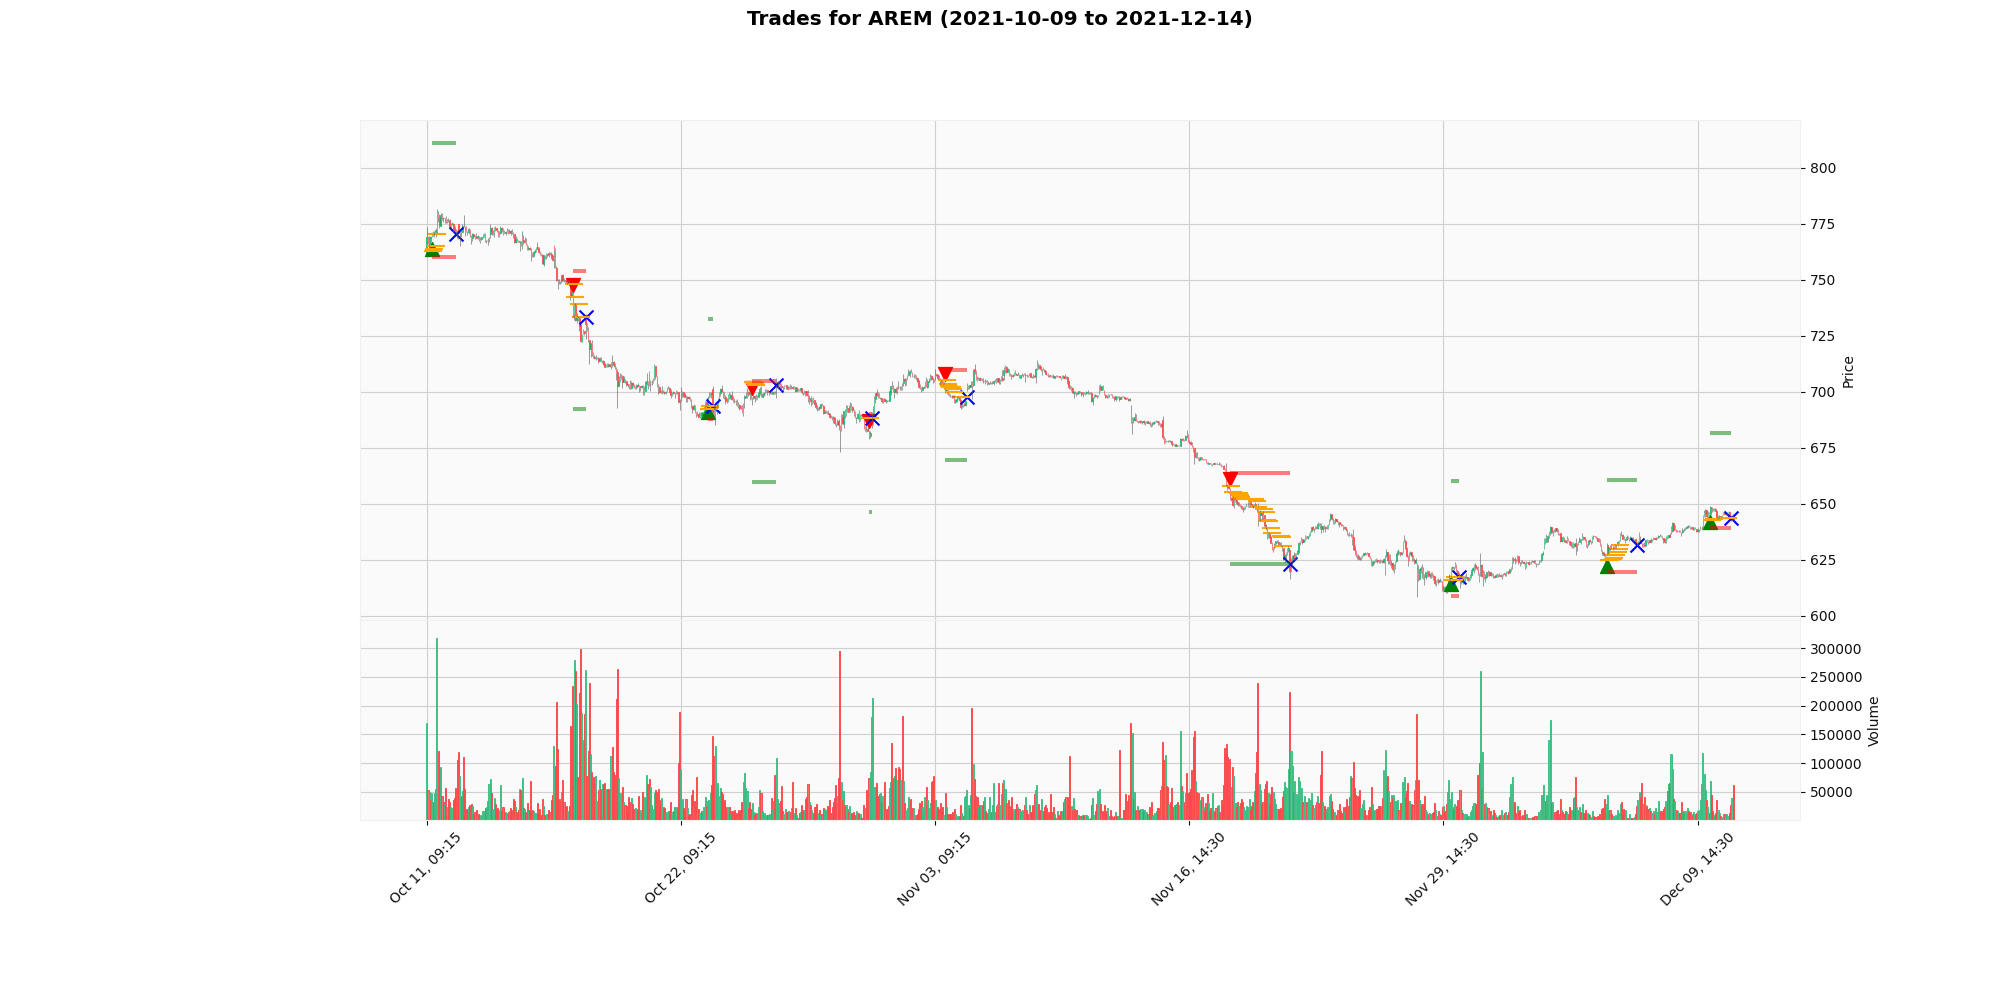 Trades for AREM (2021-10-09 to 2021-12-14)
800
775
750
725
700
675
650
625
600
Price
300000
250000
200000
150000
100000
50000
Volume
Oct 11, 09:15
Oct 22, 09:15
Nov 03, 09:15
Nov 16, 14:30
Nov 29, 14:30
Dec 09, 14:30